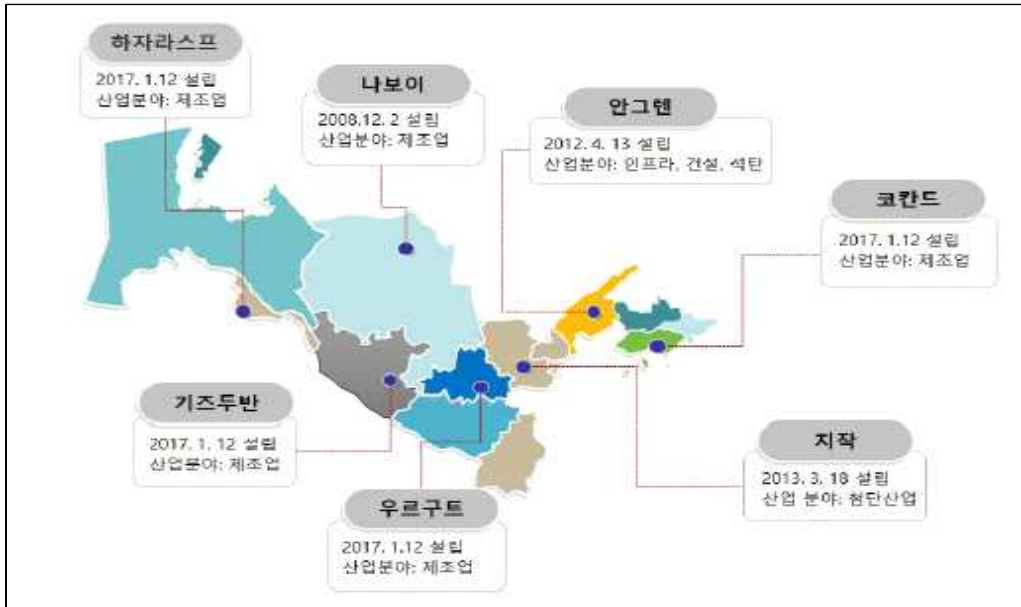 하자라스프
2017. 1.12 설립
산업분야: 제조업
나보이
2008.12. 2 설립
산업분야: 제조업
안그렌
2012. 4. 13 설립
산업분야: 인프라, 건설, 석탄
코칸드
2017. 1.12 설립
산업분야: 제조업
기즈두반
2017. 1. 12 설립
산업분야: 제조업
우르구트
2017. 1.12 설립
산업분야: 제조업
지작
2013. 3. 18 설립
산업 분야: 첨단산업